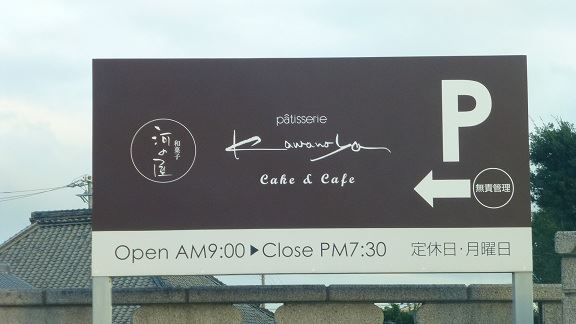 和菓子
河の屋
pâtisserie
Kawanoya
Cake & Cafe
P
無責管理
Open AM9:00 ▶ Close PM7:30
定休日・月曜日